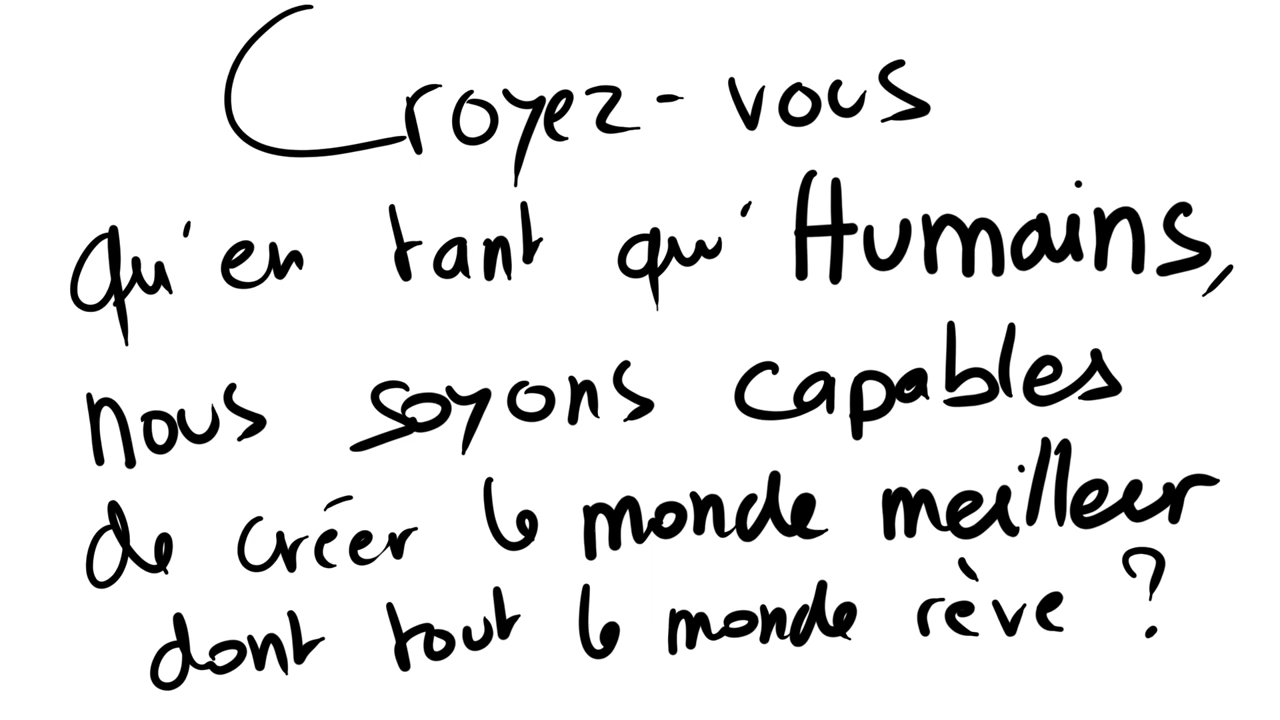 Croyez-vous
qu'en tant qu'Humains,
nous soyons capables
de créer le monde meilleur
dont tout le monde rève ?